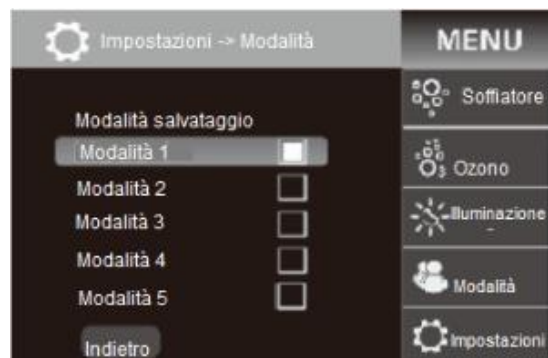 Impostazioni -> Modalità
MENU
Modalità salvataggio
Modalità 1
Modalità 2
Modalità 3
Modalità 4
Modalità 5
Indietro
Soffiatore
O₃ Ozono
Illuminazione
Modalità
Impostazioni